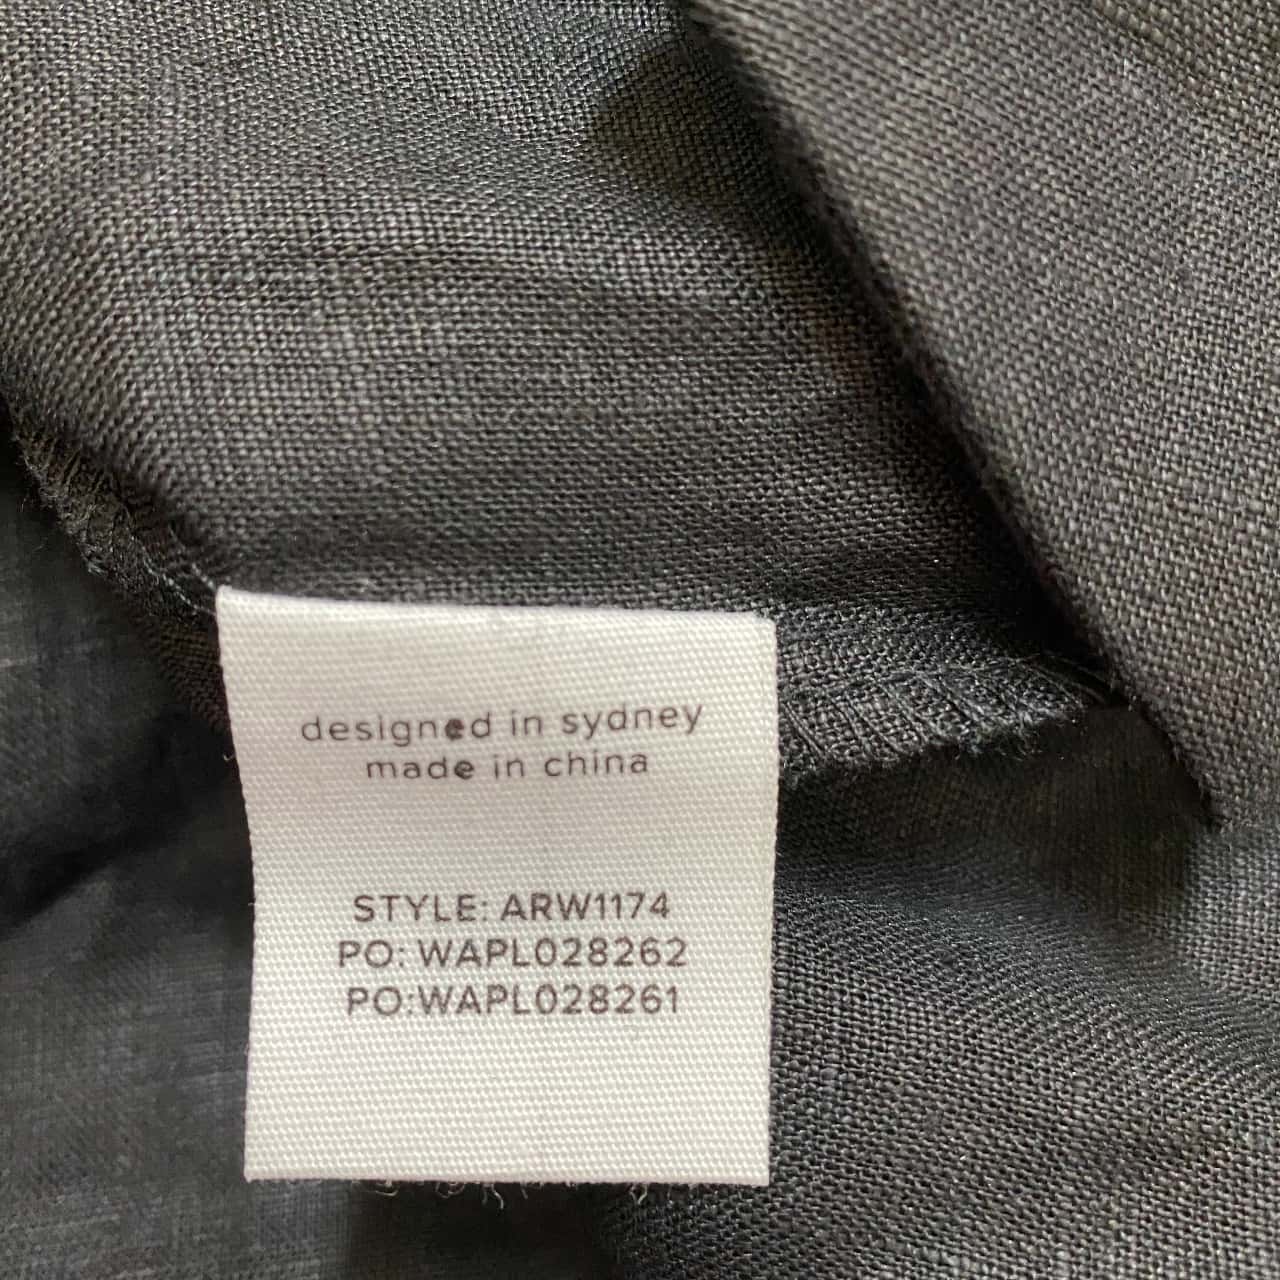 designed in sydney
made in china
STYLE: ARW1174
PO: WAPL028262
PO:WAPL028261